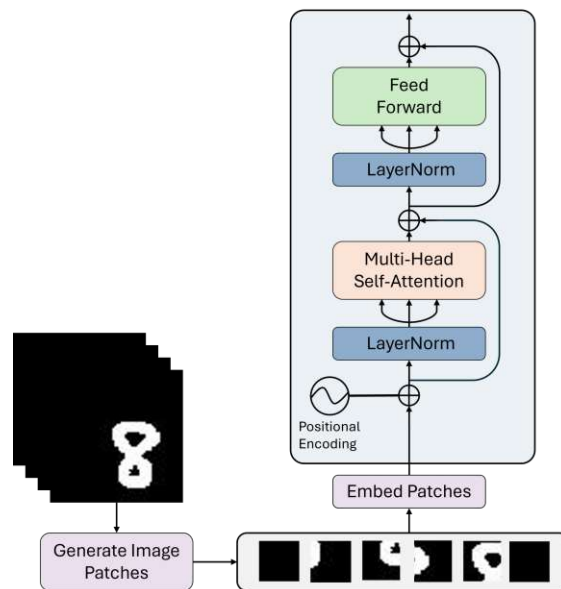 Feed
Forward
LayerNorm
Multi-Head
Self-Attention
LayerNorm
Positional
Encoding
Embed Patches
Generate Image
Patches